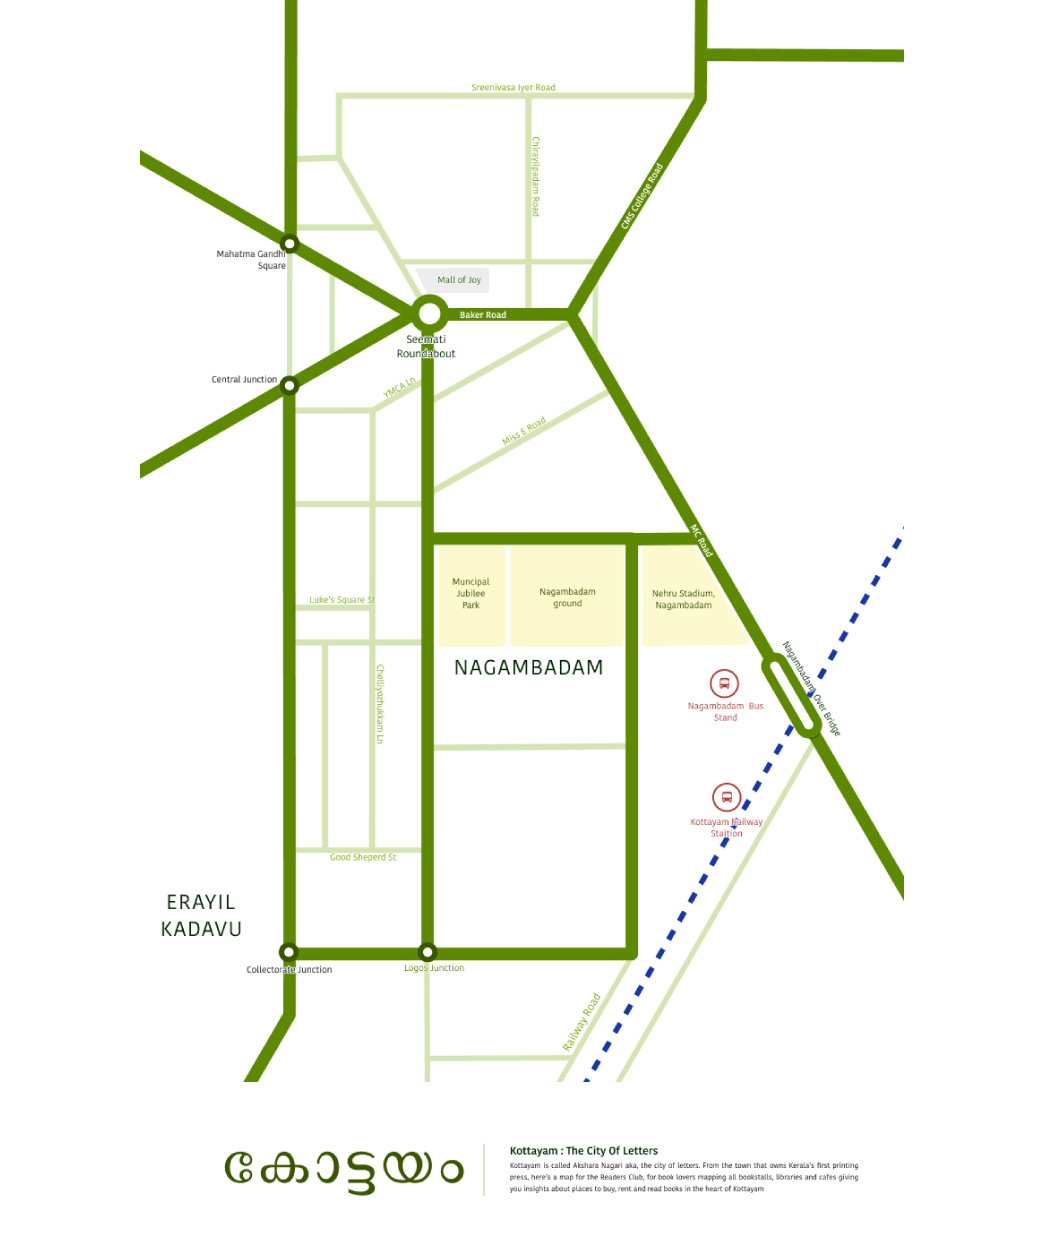 Sreenivasa Iyer Road
Chirayilpadam Road
CMS College Road
Mahatma Gandhi
Square
Mall of Joy
Baker Road
Seemati
Roundabout
Central Junction
YMCA Ln
Miss E Road
MC Road
Muncipal
Jubilee
Park
Nagambadam
ground
Nehru Stadium,
Nagambadam
Luke's Square St
NAGAMBADAM
Nagambadam Over Bridge
Chelliyozhukkam Ln
Nagambadam Bus
Stand
Kottayam Railway
Staition
Good Sheperd St
ERAYIL
KADAVU
Collectorate Junction
Logos Junction
Railway Road
കോട്ടയം
Kottayam : The City Of Letters
Kottayam is called Akshara Nagari aka, the city of letters. From the town that owns Kerala's first printing
press, here's a map for the Readers Club, for book lovers mapping all bookstalls, libraries and cafes giving
you insights about places to buy, rent and read books in the heart of Kottayam